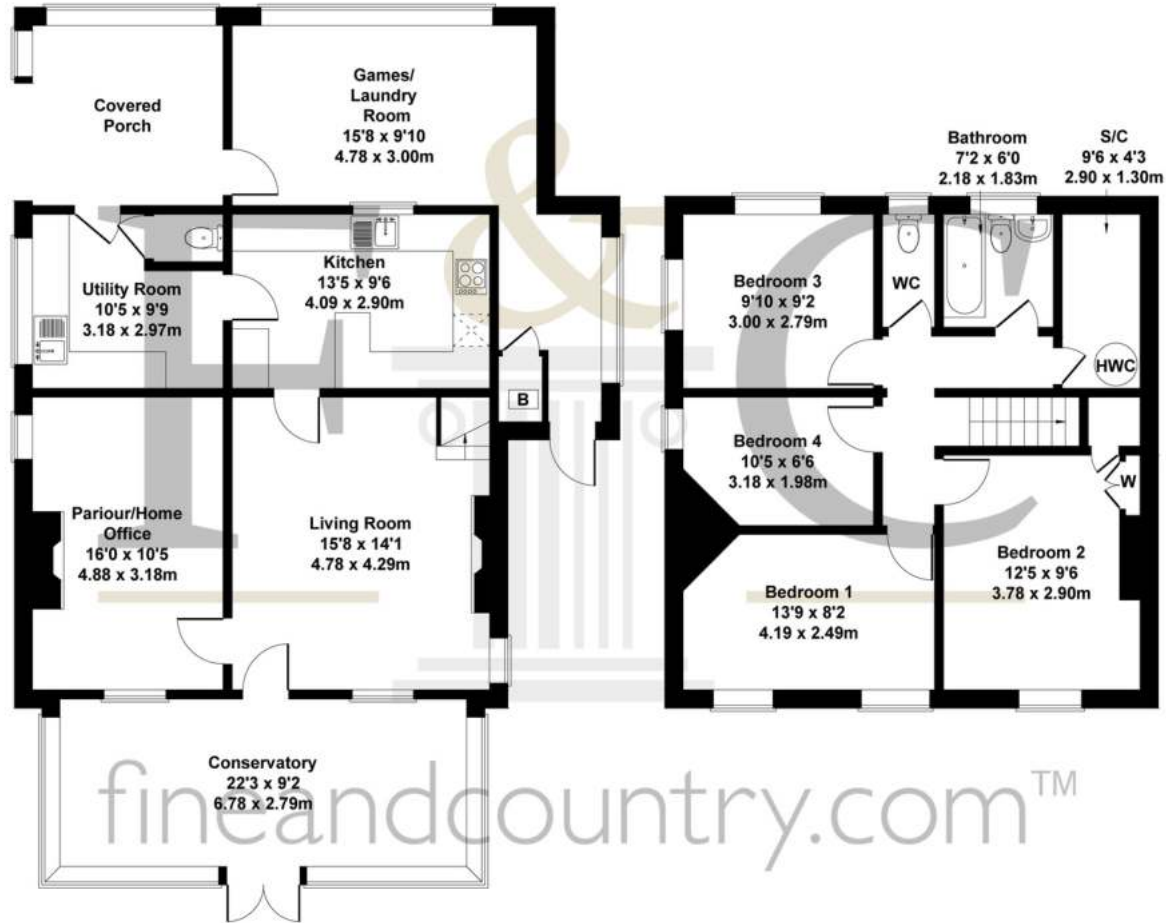 Covered
Porch
Games/
Laundry
Room
15'8 x 9'10
4.78 x 3.00m
Utility Room
10'5 x 9'9
3.18 x 2.97m
Kitchen
13'5 x 9'6
4.09 x 2.90m
B
Pariour/Home
Office
16'0 x 10'5
4.88 x 3.18m
Living Room
15'8 x 14'1
4.78 x 4.29m
Conservatory
22'3 x 9'2
6.78 x 2.79m
Bathroom
7'2 x 6'0
2.18 x 1.83m
S/C
9'6 x 4'3
2.90 x 1.30m
Bedroom 3
9'10 x 9'2
3.00 x 2.79m
WC
HWC
Bedroom 4
10'5 x 6'6
3.18 x 1.98m
W
Bedroom 1
13'9 x 8'2
4.19 x 2.49m
Bedroom 2
12'5 x 9'6
3.78 x 2.90m
F & C
fineandcountry.com™